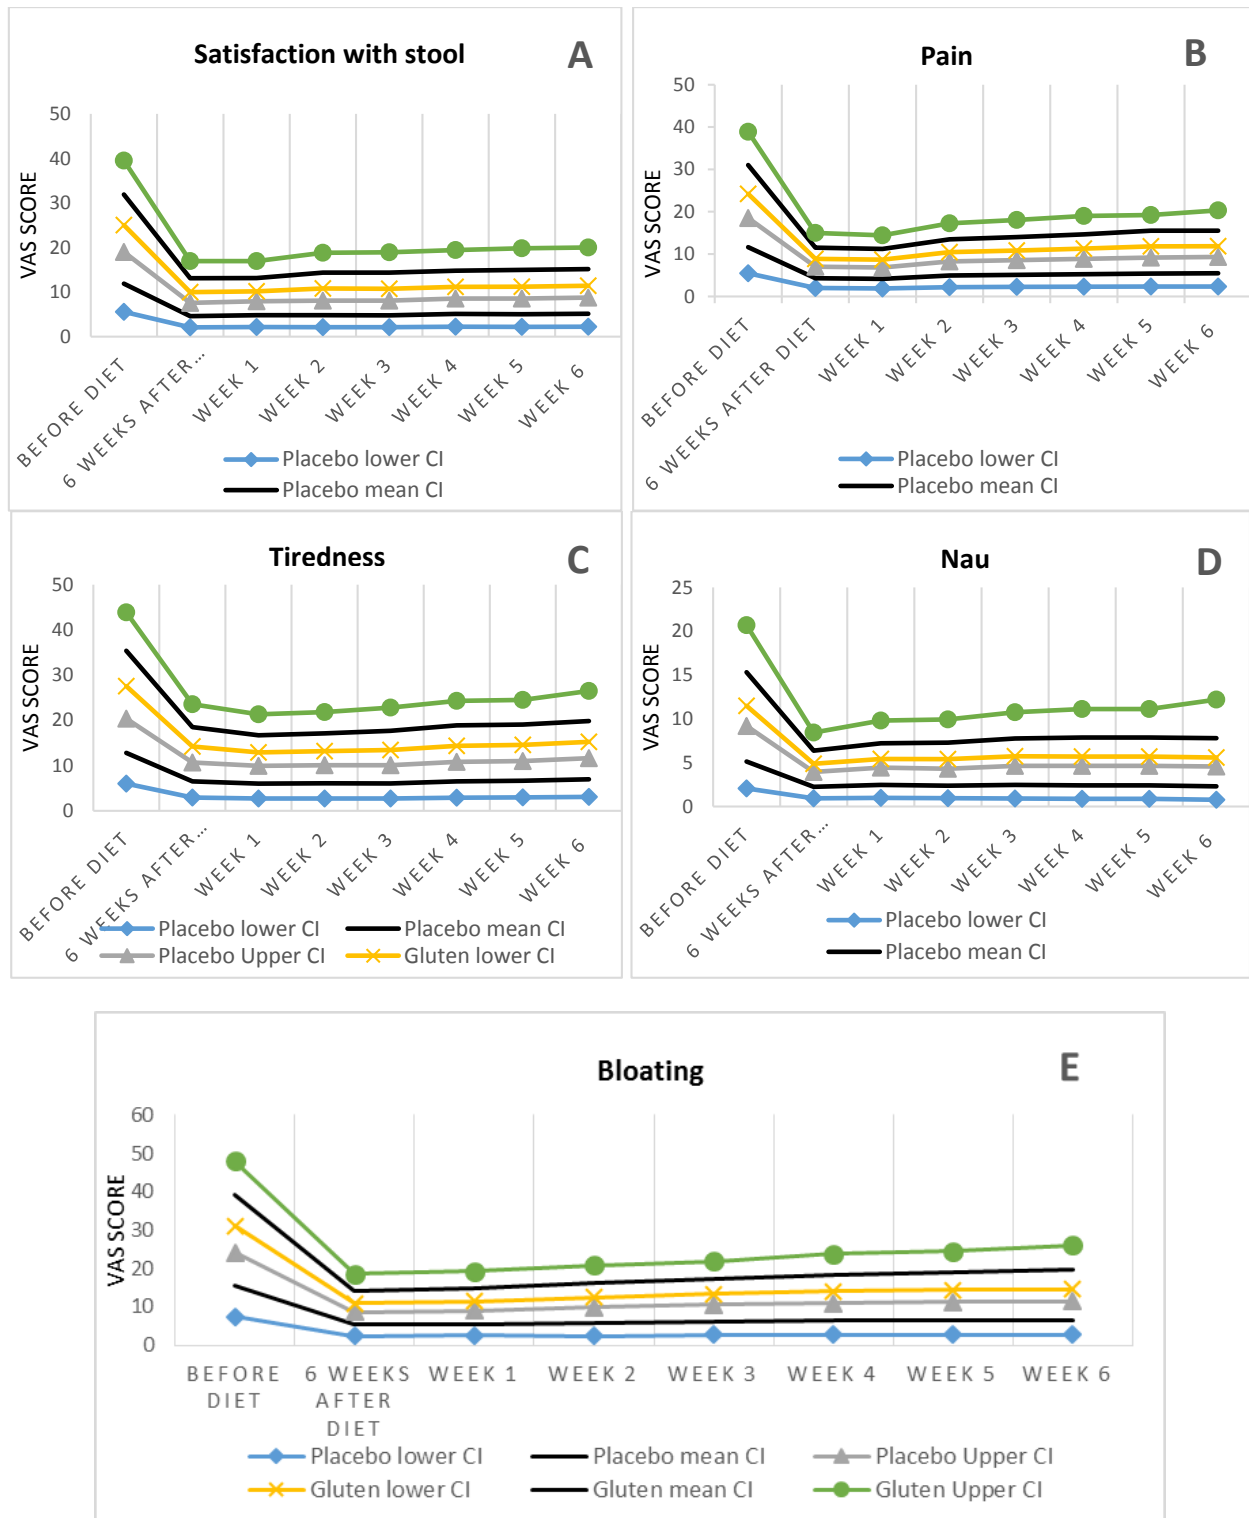 Satisfaction with stool
A
VAS SCORE
50
40
30
20
10
0
BEFORE DIET
6 WEEKS AFTER…
WEEK 1
WEEK 2
WEEK 3
WEEK 4
WEEK 5
WEEK 6
Placebo lower CI
Placebo mean CI
Pain
B
VAS SCORE
50
40
30
20
10
0
BEFORE DIET
6 WEEKS AFTER DIET
WEEK 1
WEEK 2
WEEK 3
WEEK 4
WEEK 5
WEEK 6
Placebo lower CI
Placebo mean CI
Tiredness
C
VAS SCORE
50
40
30
20
10
0
BEFORE DIET
6 WEEKS AFTER…
WEEK 1
WEEK 2
WEEK 3
WEEK 4
WEEK 5
WEEK 6
Placebo lower CI
Placebo mean CI
Placebo Upper CI
Gluten lower CI
Nau
D
VAS SCORE
25
20
15
10
5
0
BEFORE DIET
6 WEEKS AFTER…
WEEK 1
WEEK 2
WEEK 3
WEEK 4
WEEK 5
WEEK 6
Placebo lower CI
Placebo mean CI
Bloating
E
VAS SCORE
60
50
40
30
20
10
0
BEFORE
DIET
6 WEEKS
AFTER
DIET
WEEK 1
WEEK 2
WEEK 3
WEEK 4
WEEK 5
WEEK 6
Placebo lower CI
Placebo mean CI
Placebo Upper CI
Gluten lower CI
Gluten mean CI
Gluten Upper CI